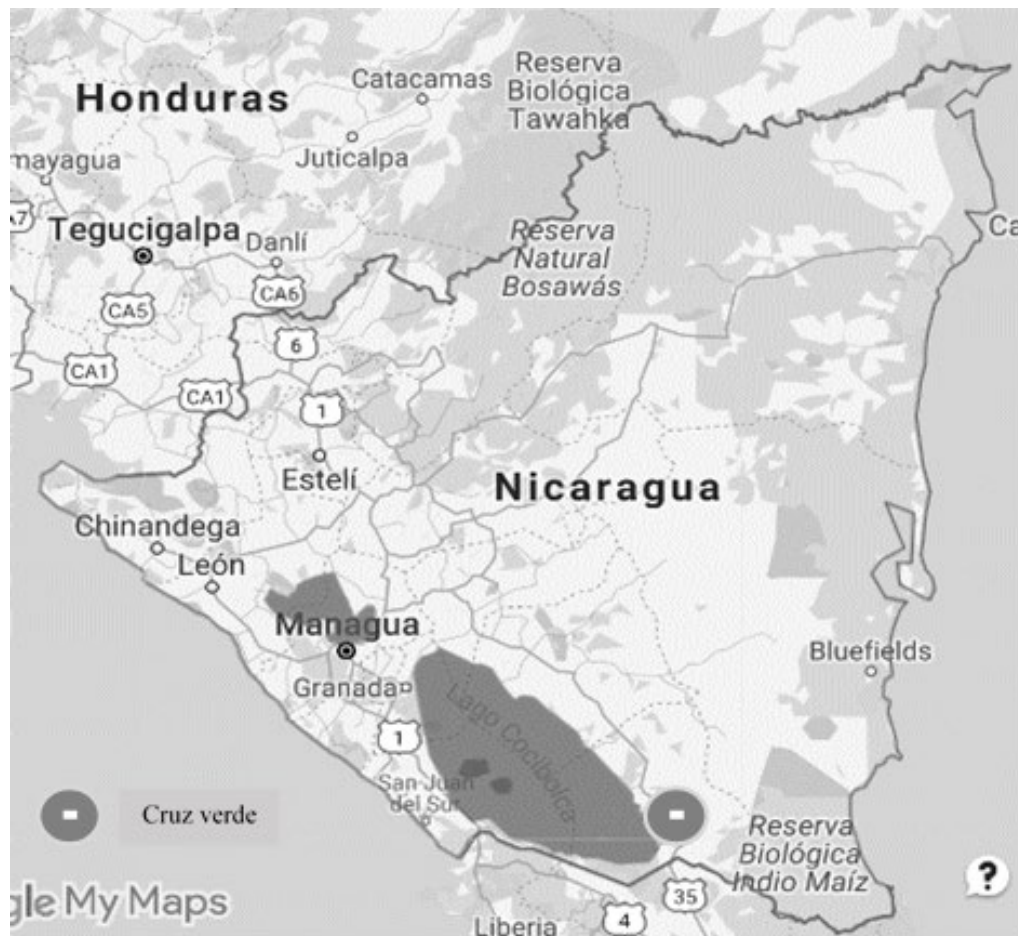 Honduras
Catacamas
Juticalpa
Reserva
Biológica
Tawahka
mayagua
A7
Tegucigalpa
Danlí
CA5
CA6
CA1
CA1
6
1
Reserva
Natural
Bosawás
Ca
Estelí
Nicaragua
Chinandega
León
Managua
Granada
1
Lago Cocibolca
San Juan
del Sur
Bluefields
Cruz verde
Reserva
Biológica
Indio Maíz
35
4
Liberia
gle My Maps
?